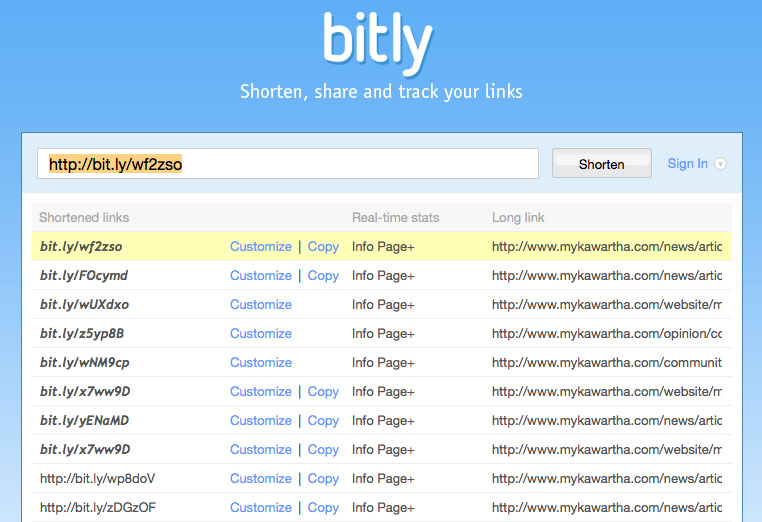 bitly
Shorten, share and track your links
http://bit.ly/wf2zso Shorten Sign In
Shortened links Real-time stats Long link
bit.ly/wf2zso Customize | Copy Info Page+ http://www.mykawartha.com/news/artic
bit.ly/FOcymd Customize | Copy Info Page+ http://www.mykawartha.com/news/artic
bit.ly/wUXdxo Customize Info Page+ http://www.mykawartha.com/website/m
bit.ly/z5yp8B Customize Info Page+ http://www.mykawartha.com/opinion/co
bit.ly/wNM9cp Customize Info Page+ http://www.mykawartha.com/communit
bit.ly/x7ww9D Customize | Copy Info Page+ http://www.mykawartha.com/website/m
bit.ly/yENaMD Customize | Copy Info Page+ http://www.mykawartha.com/news/artic
bit.ly/x7ww9D Customize | Copy Info Page+ http://www.mykawartha.com/website/m
http://bit.ly/wp8doV Customize | Copy Info Page+ http://www.mykawartha.com/news/artic
http://bit.ly/zDGzOF Customize | Copy Info Page+ http://www.mykawartha.com/news/artic